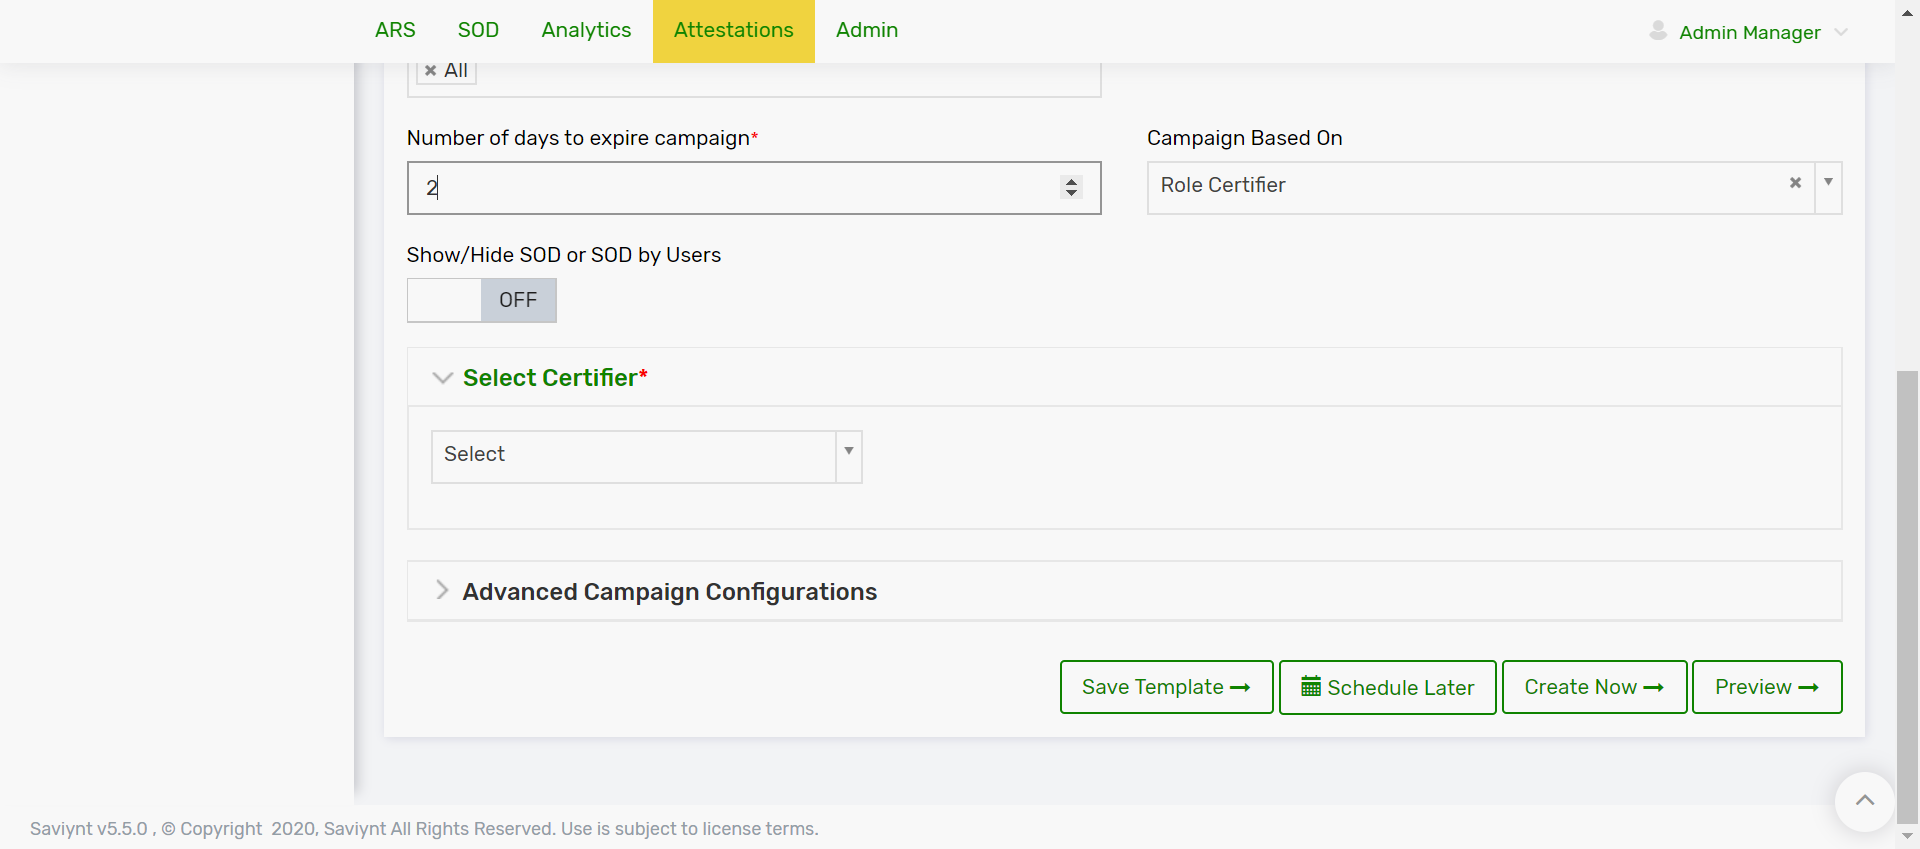 ARS SOD Analytics Attestations Admin Admin Manager
All
Number of days to expire campaign* Campaign Based On
2 Role Certifier
Show/Hide SOD or SOD by Users
OFF
Select Certifier*
Select
Advanced Campaign Configurations
Save Template Schedule Later Create Now Preview
Saviynt v5.5.0 , © Copyright 2020, Saviynt All Rights Reserved. Use is subject to license terms.